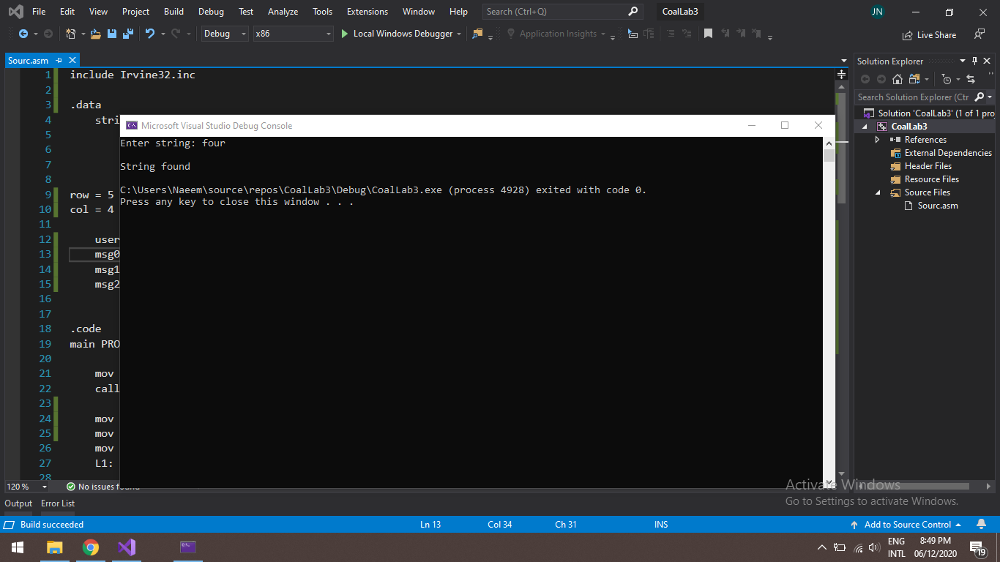 File Edit View Project Build Debug Test Analyze Tools Extensions Window Help Search (Ctrl+Q) CoalLab3 JN
Debug x86 Local Windows Debugger Application Insights Live Share
Sourc.asm
1 include Irvine32.inc
2
3 .data
4 stri
5
6
7
8
9 row = 5
10 col = 4
11
12 user
13 msg0
14 msg1
15 msg2
16
17
18 .code
19 main PRO
20
21 mov
22 call
23
24 mov
25 mov
26 mov
27 L1:
28
Microsoft Visual Studio Debug Console
Enter string: four
String found
C:\Users\Naeem\source\repos\CoalLab3\Debug\CoalLab3.exe (process 4928) exited with code 0.
Press any key to close this window . . .
Solution Explorer
Search Solution Explorer (Ctr
Solution 'CoalLab3' (1 of 1 pro
CoalLab3
References
External Dependencies
Header Files
Resource Files
Source Files
Sourc.asm
120 % No issues found
Activate Windows
Go to Settings to activate Windows.
Output Error List
Build succeeded Ln 13 Col 34 Ch 31 INS Add to Source Control
ENG 8:49 PM
INTL 06/12/2020 19